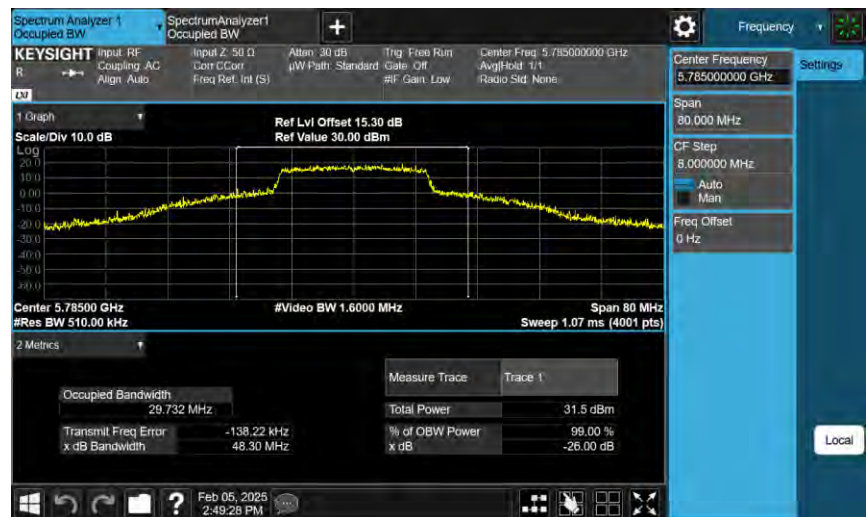 Spectrum Analyzer 1
Occupied BW
SpectrumAnalyzer1
Occupied BW
Frequency
KEYSIGHT
R
LXI
Input: RF
Coupling: AC
Align: Auto
Input Z: 50 Ω
Corr CCorr
Freq Ref: Int (S)
Atten: 30 dB
µW Path: Standard
Trig: Free Run
Gate: Off
#IF Gain: Low
Center Freq: 5.785000000 GHz
Avg|Hold: 1/1
Radio Std: None
Center Frequency
5.785000000 GHz
Settings
Span
80.000 MHz
CF Step
8.000000 MHz
Auto
Man
Freq Offset
0 Hz
1 Graph
Scale/Div 10.0 dB
Ref Lvl Offset 15.30 dB
Ref Value 30.00 dBm
Log
20.0
10.0
0.00
-10.0
-20.0
-30.0
-40.0
-50.0
-60.0
Center 5.78500 GHz
#Video BW 1.6000 MHz
Span 80 MHz
#Res BW 510.00 kHz
Sweep 1.07 ms (4001 pts)
2 Metrics
Measure Trace
Trace 1
Occupied Bandwidth
29.732 MHz
Total Power
31.5 dBm
Transmit Freq Error
-138.22 kHz
% of OBW Power
99.00 %
x dB Bandwidth
48.30 MHz
x dB
-26.00 dB
Local
?
Feb 05, 2025
2:49:28 PM